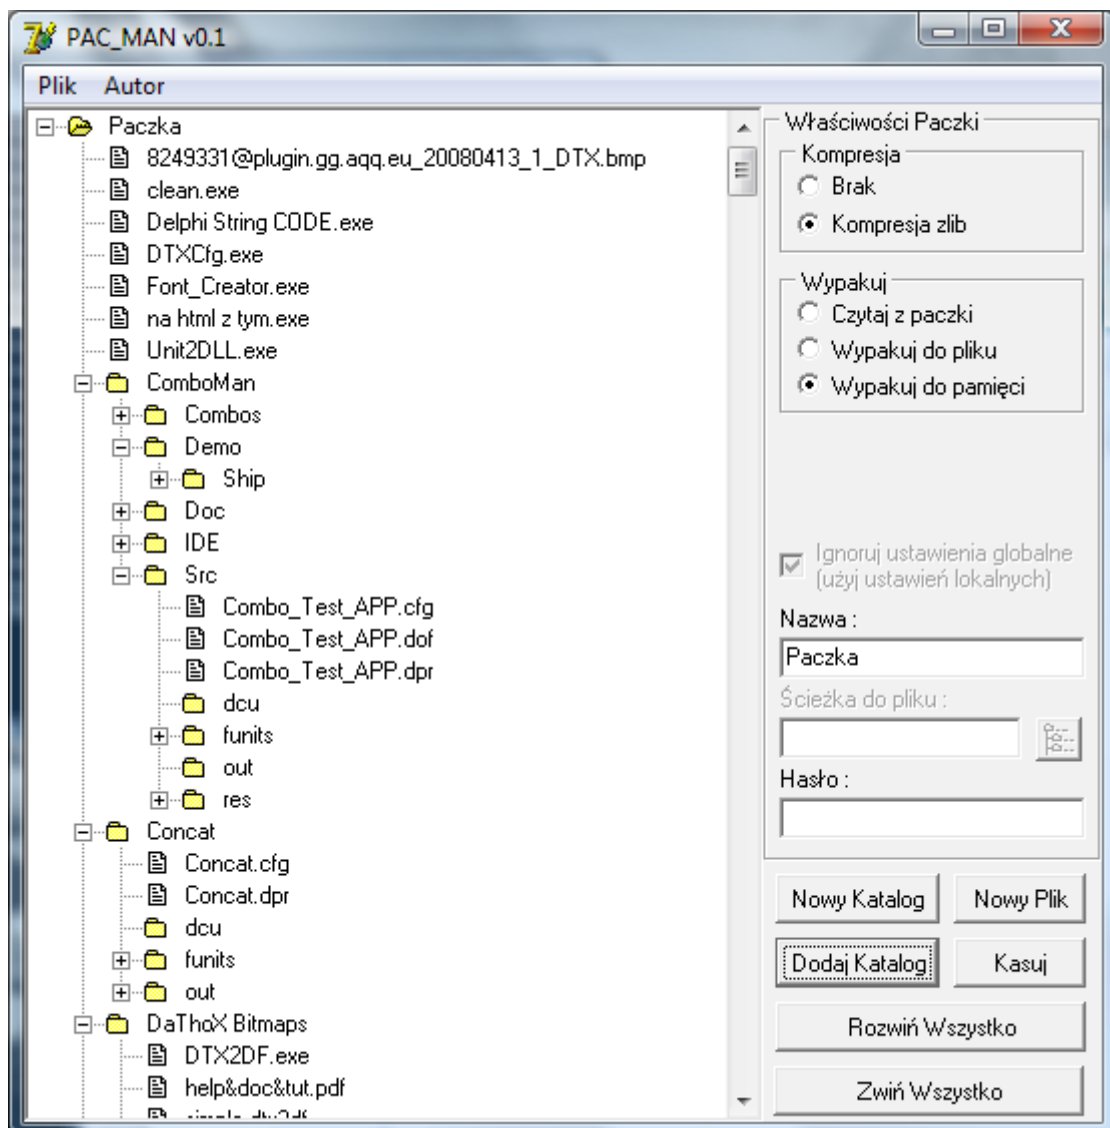 PAC_MAN v0.1
Plik Autor
Paczka
8249331@plugin.gg.aqq.eu_20080413_1_DTX.bmp
clean.exe
Delphi String CODE.exe
DTXCfg.exe
Font_Creator.exe
na html z tym.exe
Unit2DLL.exe
ComboMan
Combos
Demo
Ship
Doc
IDE
Src
Combo_Test_APP.cfg
Combo_Test_APP.dof
Combo_Test_APP.dpr
dcu
funits
out
res
Concat
Concat.cfg
Concat.dpr
dcu
funits
out
DaThoX Bitmaps
DTX2DF.exe
help&doc&tut.pdf
Właściwości Paczki
Kompresja
Brak
Kompresja zlib
Wypakuj
Czytaj z paczki
Wypakuj do pliku
Wypakuj do pamięci
Ignoruj ustawienia globalne
(użyj ustawień lokalnych)
Nazwa :
Paczka
Ścieżka do pliku :
Hasło :
Nowy Katalog
Nowy Plik
Dodaj Katalog
Kasuj
Rozwiń Wszystko
Zwiń Wszystko